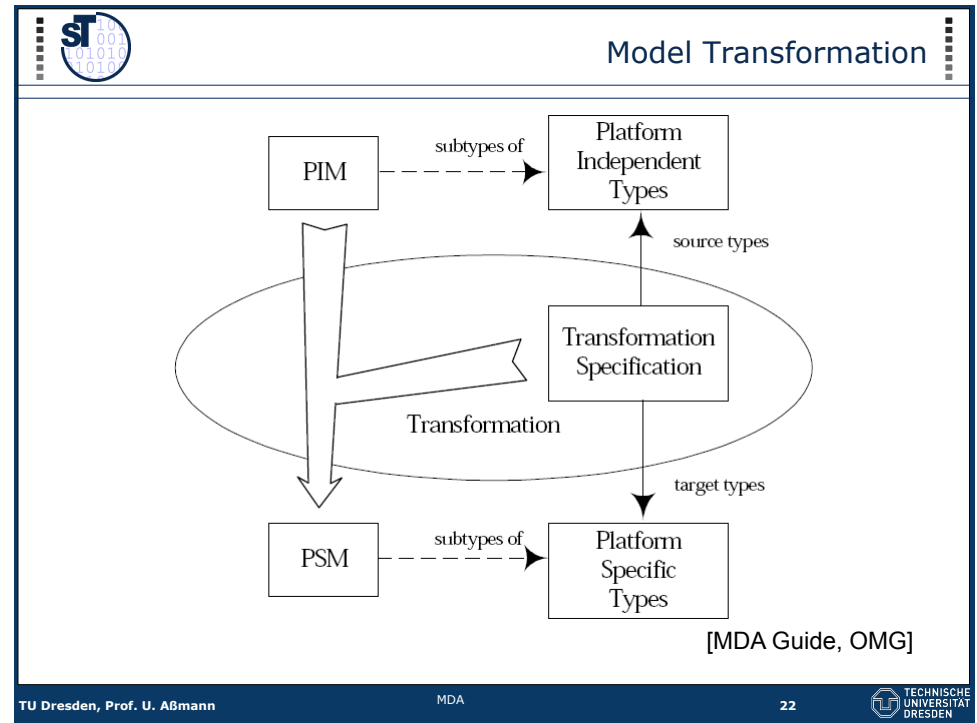 sT
Model Transformation
PIM
subtypes of
Platform
Independent
Types
source types
Transformation
Specification
Transformation
target types
PSM
subtypes of
Platform
Specific
Types
[MDA Guide, OMG]
TU Dresden, Prof. U. Aßmann
MDA
22
TECHNISCHE
UNIVERSITÄT
DRESDEN